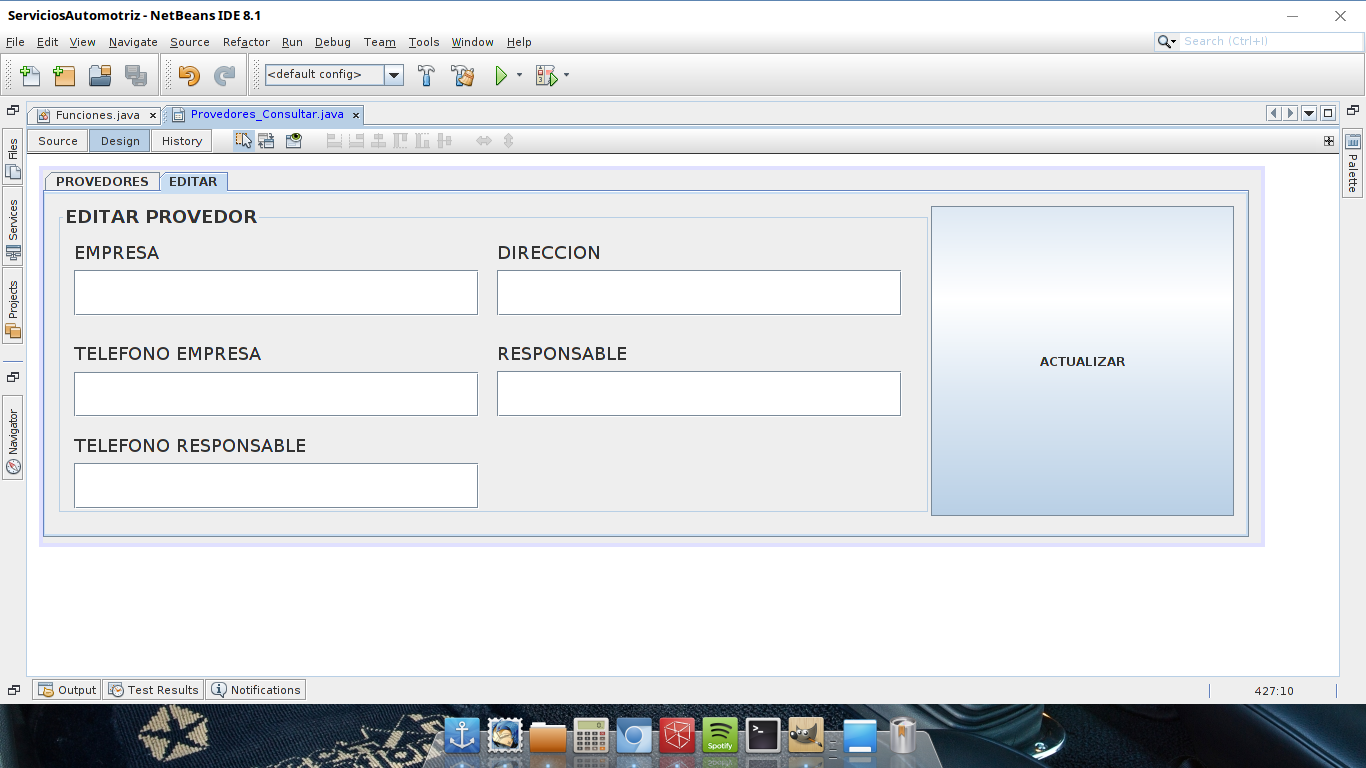 ServiciosAutomotriz - NetBeans IDE 8.1
File Edit View Navigate Source Refactor Run Debug Team Tools Window Help
Search (Ctrl+I)
<default config>
Funciones.java × Provedores_Consultar.java ×
Source Design History
Files
Services
Projects
Navigator
Palette
PROVEDORES EDITAR
EDITAR PROVEDOR
EMPRESA DIRECCION
TELEFONO EMPRESA RESPONSABLE
ACTUALIZAR
TELEFONO RESPONSABLE
Output Test Results Notifications
427:10
Spotify